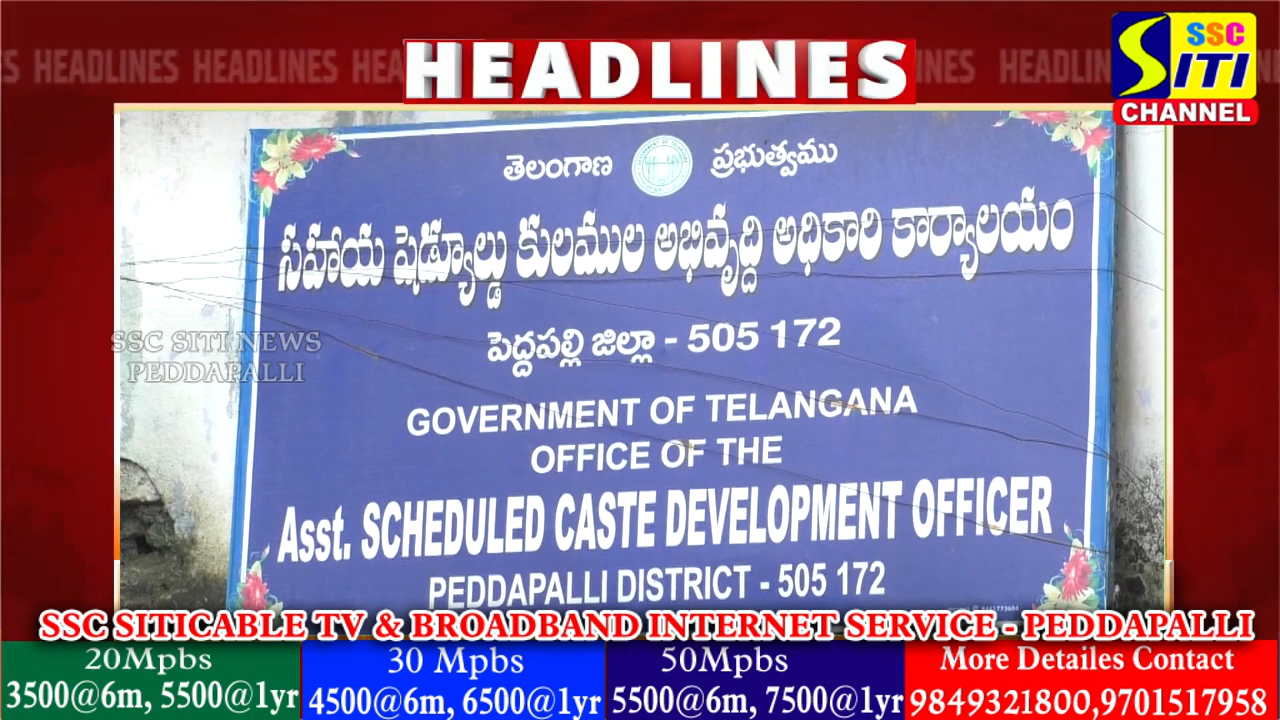 HEADLINES
SSC
SITI
CHANNEL
తెలంగాణ ప్రభుత్వము
సహాయ షెడ్యూల్డు కులముల అభివృద్ధి అధికారి కార్యాలయం
పెద్దపల్లి జిల్లా - 505 172
SSC SITI NEWS
PEDDAPALLI
GOVERNMENT OF TELANGANA
OFFICE OF THE
Asst. SCHEDULED CASTE DEVELOPMENT OFFICER
PEDDAPALLI DISTRICT - 505 172
SSC SITICABLE TV & BROADBAND INTERNET SERVICE - PEDDAPALLI
20Mpbs
3500@6m, 5500@1yr
30 Mpbs
4500@6m, 6500@1yr
50Mpbs
5500@6m, 7500@1yr
More Detailes Contact
9849321800,9701517958